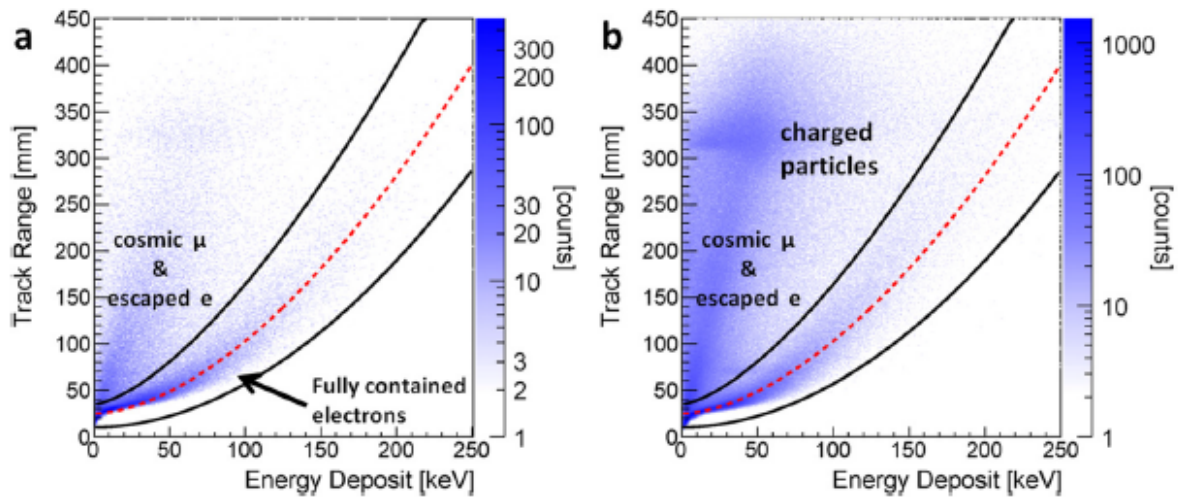 a
Track Range [mm]
450
400
350
300
250
200
150
100
50
0
cosmic μ
&
escaped e
Fully contained
electrons
0 50 100 150 200 250
Energy Deposit [keV]
300
200
100
30
20
10
3
2
1
[counts]
b
Track Range [mm]
450
400
350
300
250
200
150
100
50
0
charged
particles
cosmic μ
&
escaped e
0 50 100 150 200 250
Energy Deposit [keV]
1000
100
10
1
[counts]